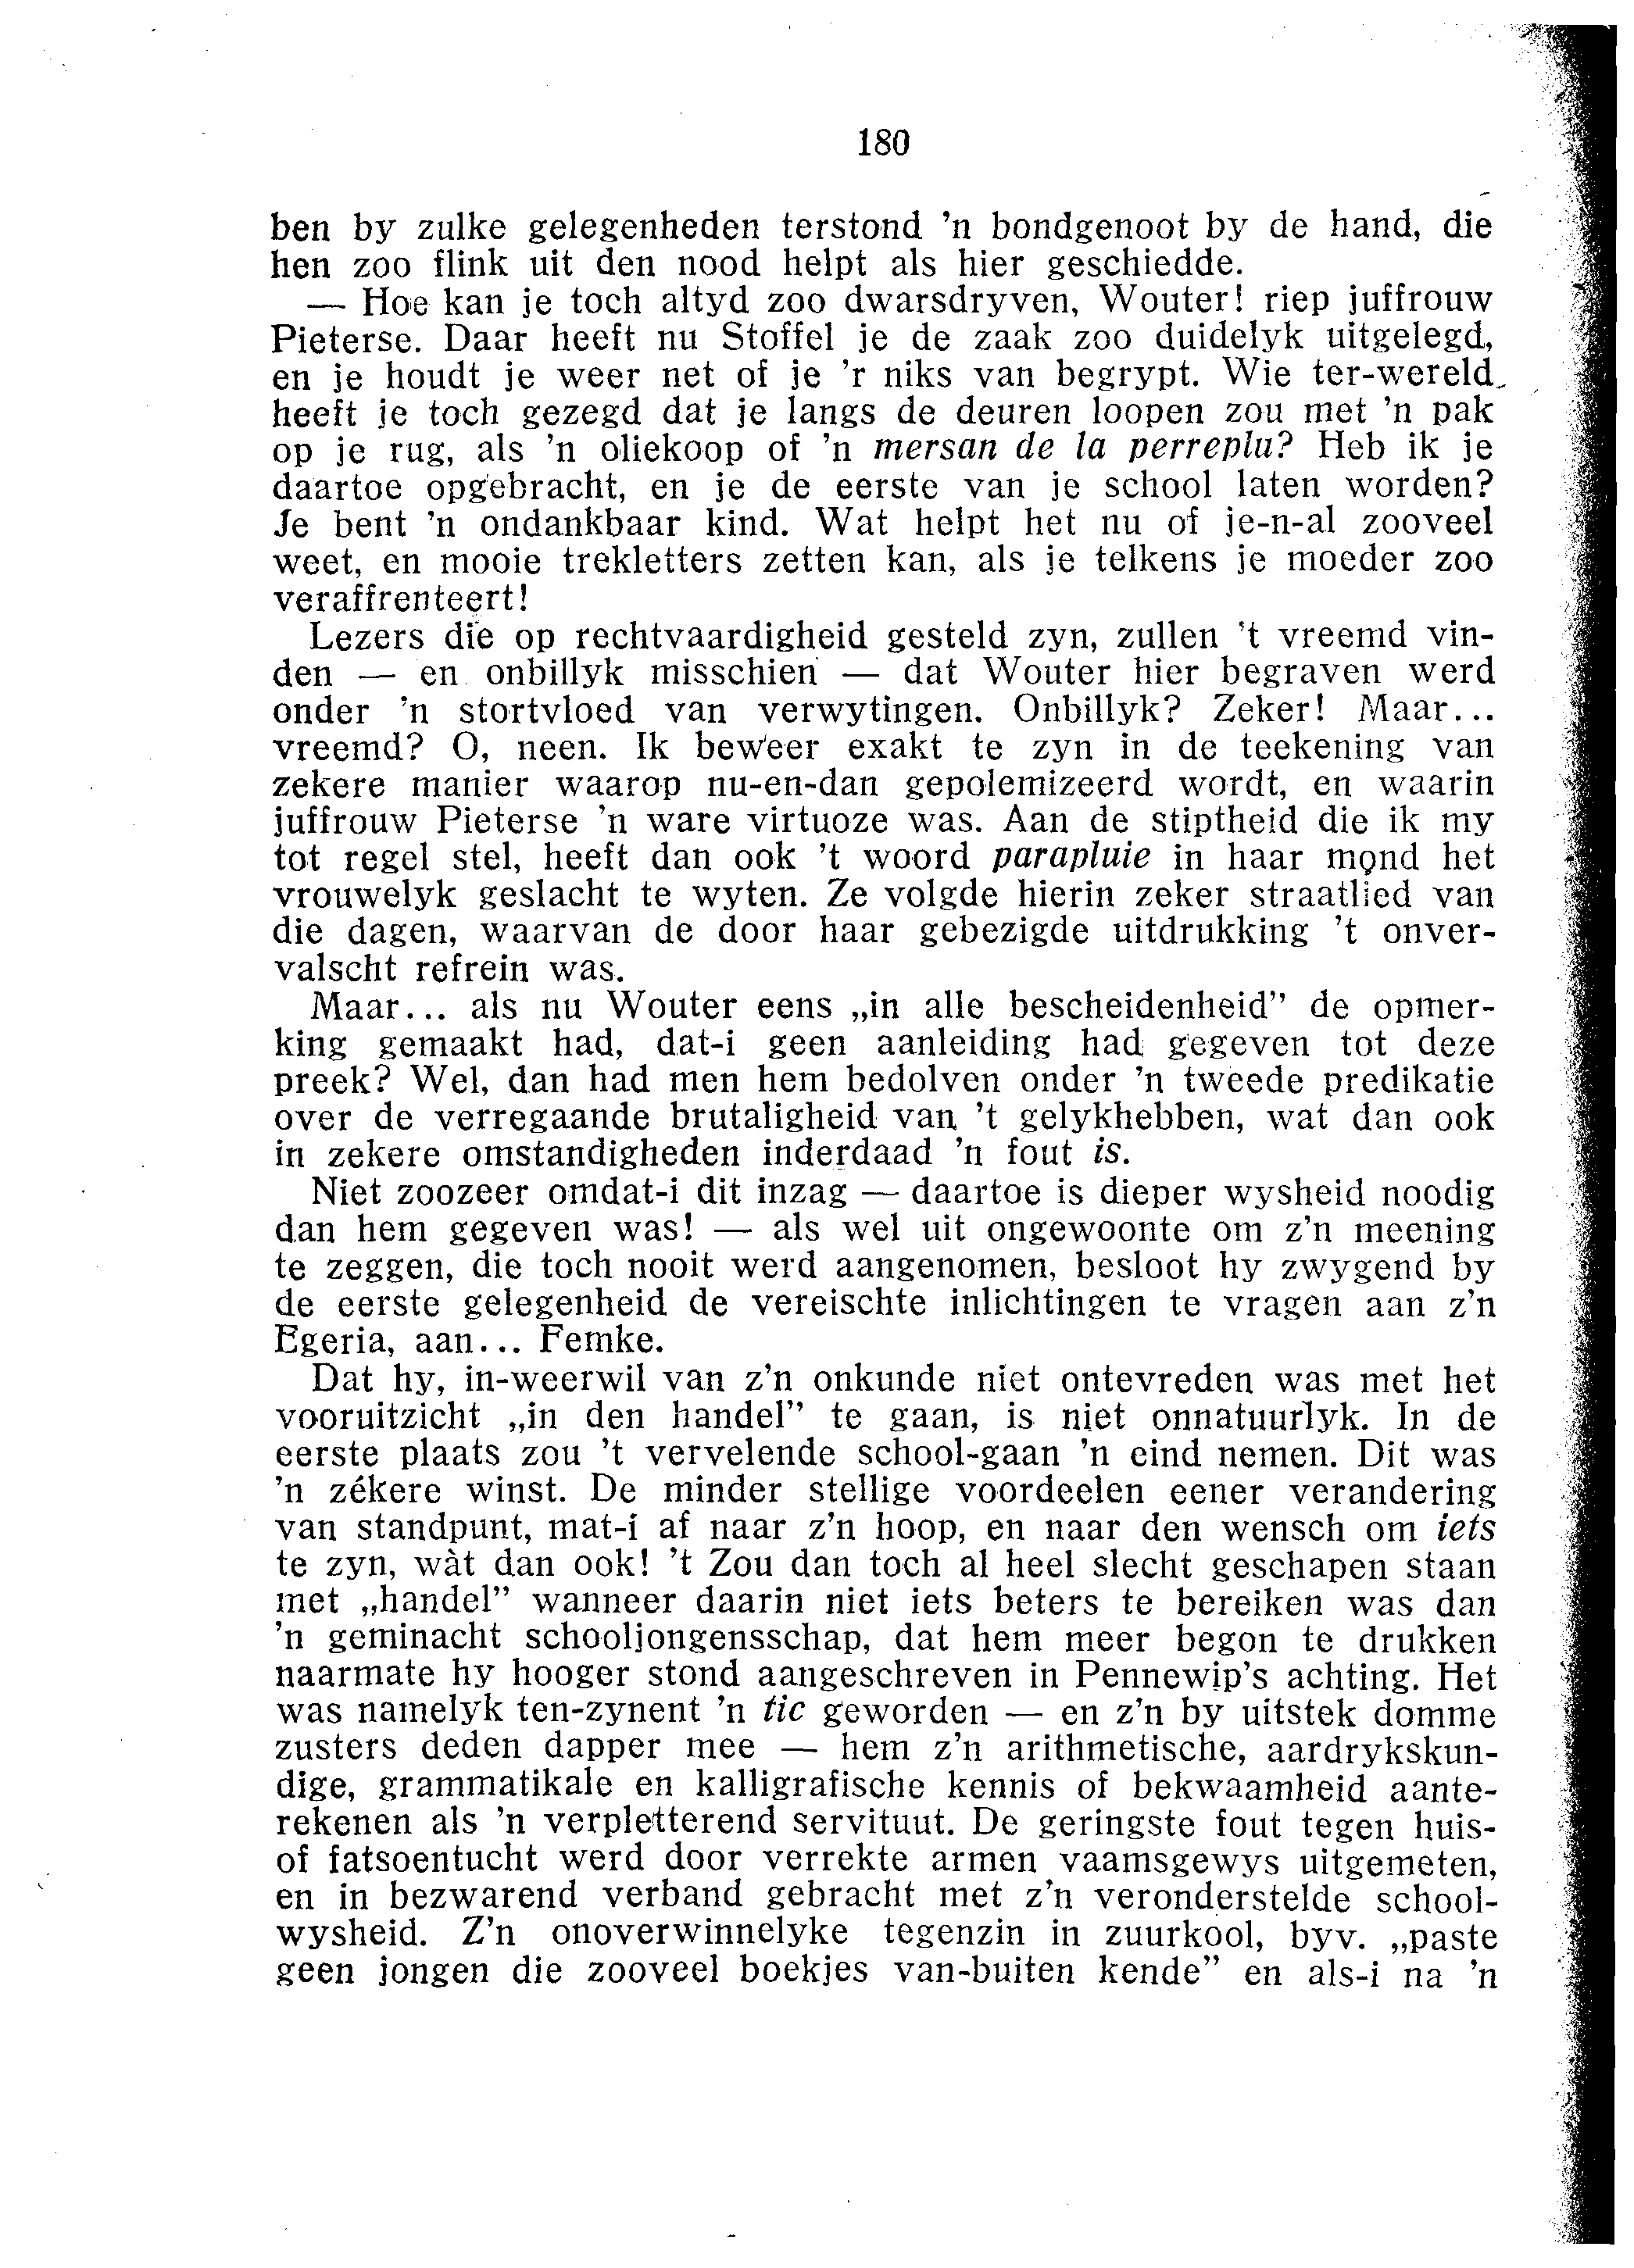 180
ben by zulke gelegenheden terstond 'n bondgenoot by de hand, die
hen zoo flink uit den nood helpt als hier geschiedde.
— Hoe kan je toch altyd zoo dwarsdryven, Wouter! riep juffrouw
Pieterse. Daar heeft nu Stoffel je de zaak zoo duidelyk uitgelegd,
en je houdt je weer net of je 'r niks van begrypt. Wie ter-wereld
heeft je toch gezegd dat je langs de deuren loopen zou met 'n pak
op je rug, als 'n oliekoop of 'n mersan de la perreplu? Heb ik je
daartoe opgebracht, en je de eerste van je school laten worden?
Je bent 'n ondankbaar kind. Wat helpt het nu of je-n-al zooveel
weet, en mooie trekletters zetten kan, als je telkens je moeder zoo
veraffrenteert!
Lezers die op rechtvaardigheid gesteld zyn, zullen 't vreemd vin-
den — en onbillyk misschien — dat Wouter hier begraven werd
onder 'n stortvloed van verwytingen. Onbillyk? Zeker! Maar...
vreemd? O, neen. Ik beweer exakt te zyn in de teekening van
zekere manier waarop nu-en-dan gepolemizeerd wordt, en waarin
juffrouw Pieterse 'n ware virtuoze was. Aan de stiptheid die ik my
tot regel stel, heeft dan ook 't woord parapluie in haar mond het
vrouwelyk geslacht te wyten. Ze volgde hierin zeker straatlied van
die dagen, waarvan de door haar gebezigde uitdrukking 't onver-
valscht refrein was.
Maar... als nu Wouter eens „in alle bescheidenheid” de opmer-
king gemaakt had, dat-i geen aanleiding had gegeven tot deze
preek? Wel, dan had men hem bedolven onder 'n tweede predikatie
over de verregaande brutaligheid van 't gelykhebben, wat dan ook
in zekere omstandigheden inderdaad 'n fout is.
Niet zoozeer omdat-i dit inzag — daartoe is dieper wysheid noodig
dan hem gegeven was! — als wel uit ongewoonte om z'n meening
te zeggen, die toch nooit werd aangenomen, besloot hy zwygend by
de eerste gelegenheid de vereischte inlichtingen te vragen aan z'n
Egeria, aan... Femke.
Dat hy, in-weerwil van z'n onkunde niet ontevreden was met het
vooruitzicht „in den handel” te gaan, is niet onnatuurlyk. In de
eerste plaats zou 't vervelende school-gaan 'n eind nemen. Dit was
'n zékere winst. De minder stellige voordeelen eener verandering
van standpunt, mat-i af naar z'n hoop, en naar den wensch om iets
te zyn, wàt dan ook! 't Zou dan toch al heel slecht geschapen staan
met „handel” wanneer daarin niet iets beters te bereiken was dan
'n geminacht schooljongensschap, dat hem meer begon te drukken
naarmate hy hooger stond aangeschreven in Pennewip's achting. Het
was namelyk ten-zynent 'n tic geworden — en z'n by uitstek domme
zusters deden dapper mee — hem z'n arithmetische, aardrykskun-
dige, grammatikale en kalligrafische kennis of bekwaamheid aante-
rekenen als 'n verpletterend servituut. De geringste fout tegen huis-
of fatsoentucht werd door verrekte armen vaamsgewys uitgemeten,
en in bezwarend verband gebracht met z'n veronderstelde school-
wysheid. Z'n onoverwinnelyke tegenzin in zuurkool, byv. „paste
geen jongen die zooveel boekjes van-buiten kende” en als-i na 'n